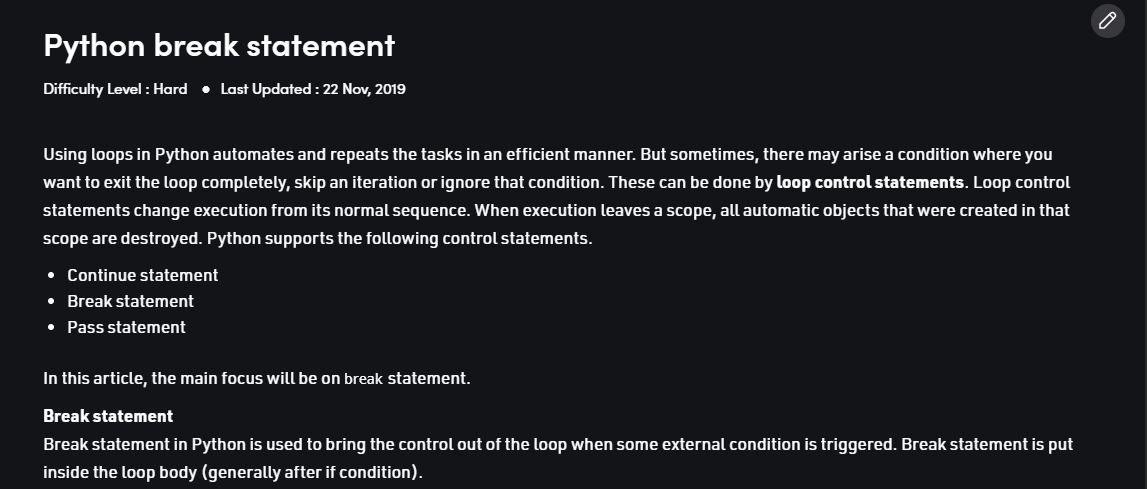 Python break statement
Difficulty Level : Hard ● Last Updated : 22 Nov, 2019
Using loops in Python automates and repeats the tasks in an efficient manner. But sometimes, there may arise a condition where you
want to exit the loop completely, skip an iteration or ignore that condition. These can be done by loop control statements. Loop control
statements change execution from its normal sequence. When execution leaves a scope, all automatic objects that were created in that
scope are destroyed. Python supports the following control statements.
• Continue statement
• Break statement
• Pass statement
In this article, the main focus will be on break statement.
Break statement
Break statement in Python is used to bring the control out of the loop when some external condition is triggered. Break statement is put
inside the loop body (generally after if condition).